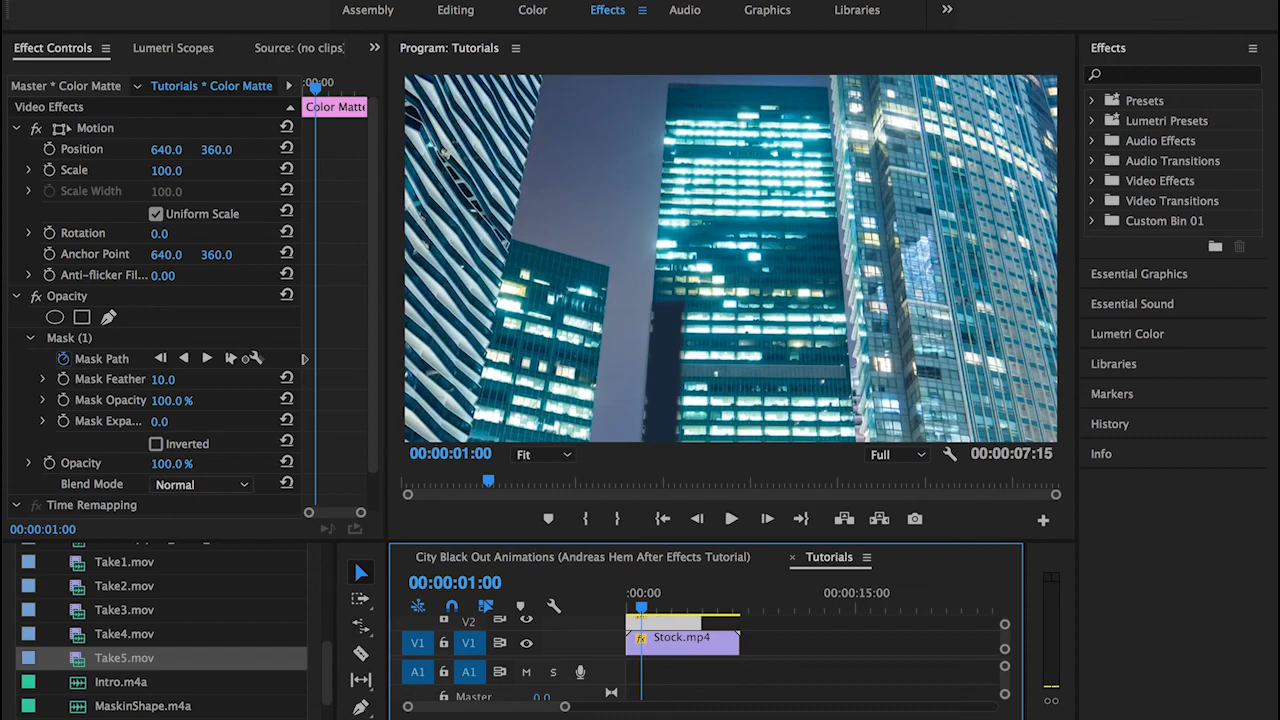 Assembly Editing Color Effects Audio Graphics Libraries
Effect Controls Lumetri Scopes Source: (no clips)
Master * Color Matte Tutorials * Color Matte :00:00
Video Effects Color Matte
fx Motion
Position 640.0 360.0
Scale 100.0
Scale Width 100.0
Uniform Scale
Rotation 0.0
Anchor Point 640.0 360.0
Anti-flicker Fil... 0.00
fx Opacity
Mask (1)
Mask Path
Mask Feather 10.0
Mask Opacity 100.0 %
Mask Expa... 0.0
Inverted
Opacity 100.0 %
Blend Mode Normal
fx Time Remapping
00:00:01:00
Program: Tutorials
00:00:01:00 Fit Full 00:00:07:15
Effects
Presets
Lumetri Presets
Audio Effects
Audio Transitions
Video Effects
Video Transitions
Custom Bin 01
Essential Graphics
Essential Sound
Lumetri Color
Libraries
Markers
History
Info
Take1.mov
Take2.mov
Take3.mov
Take4.mov
Take5.mov
Intro.m4a
MaskinShape.m4a
City Black Out Animations (Andreas Hem After Effects Tutorial) × Tutorials
00:00:01:00 :00:00 00:00:15:00
V2
V1 V1 fx Stock.mp4
A1 A1 M S
Master 0.0